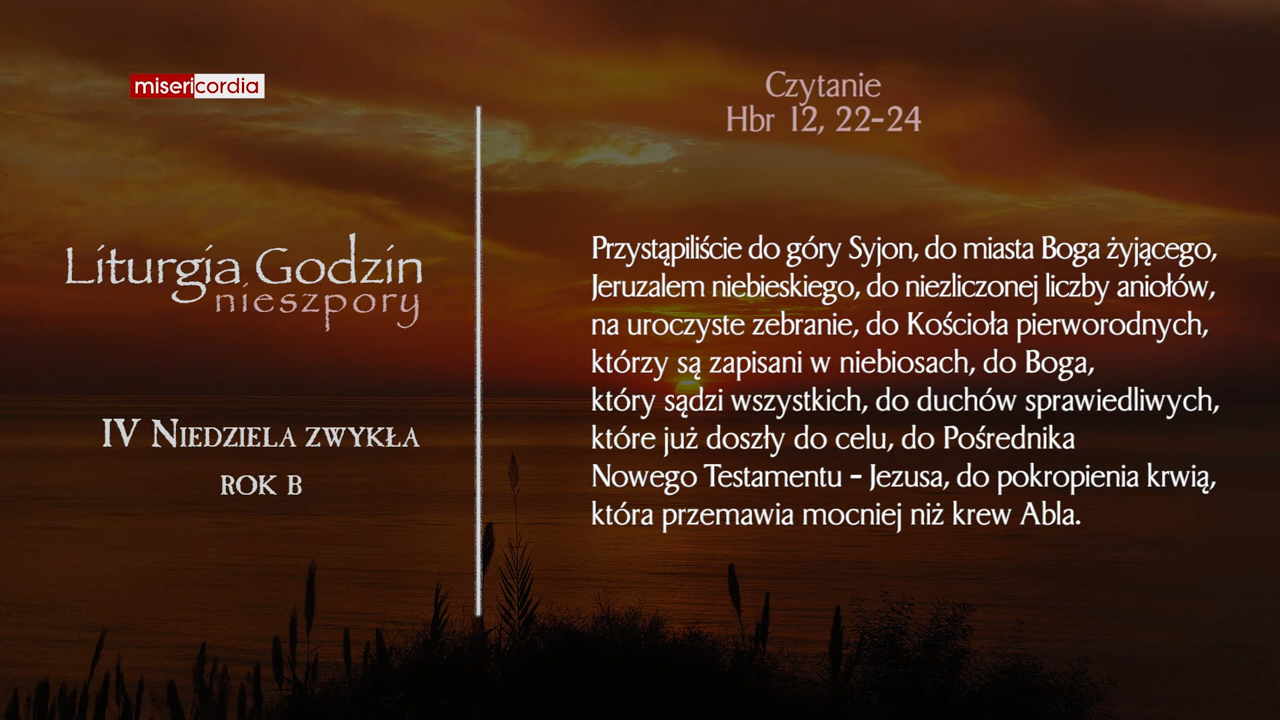 misericordia
Liturgia Godzin
nieszpory
IV Niedziela zwykła
rok B
Czytanie
Hbr 12, 22-24
Przystąpiliście do góry Syjon, do miasta Boga żyjącego,
Jeruzalem niebieskiego, do niezliczonej liczby aniołów,
na uroczyste zebranie, do Kościoła pierworodnych,
którzy są zapisani w niebiosach, do Boga,
który sądzi wszystkich, do duchów sprawiedliwych,
które już doszły do celu, do Pośrednika
Nowego Testamentu - Jezusa, do pokropienia krwią,
która przemawia mocniej niż krew Abla.